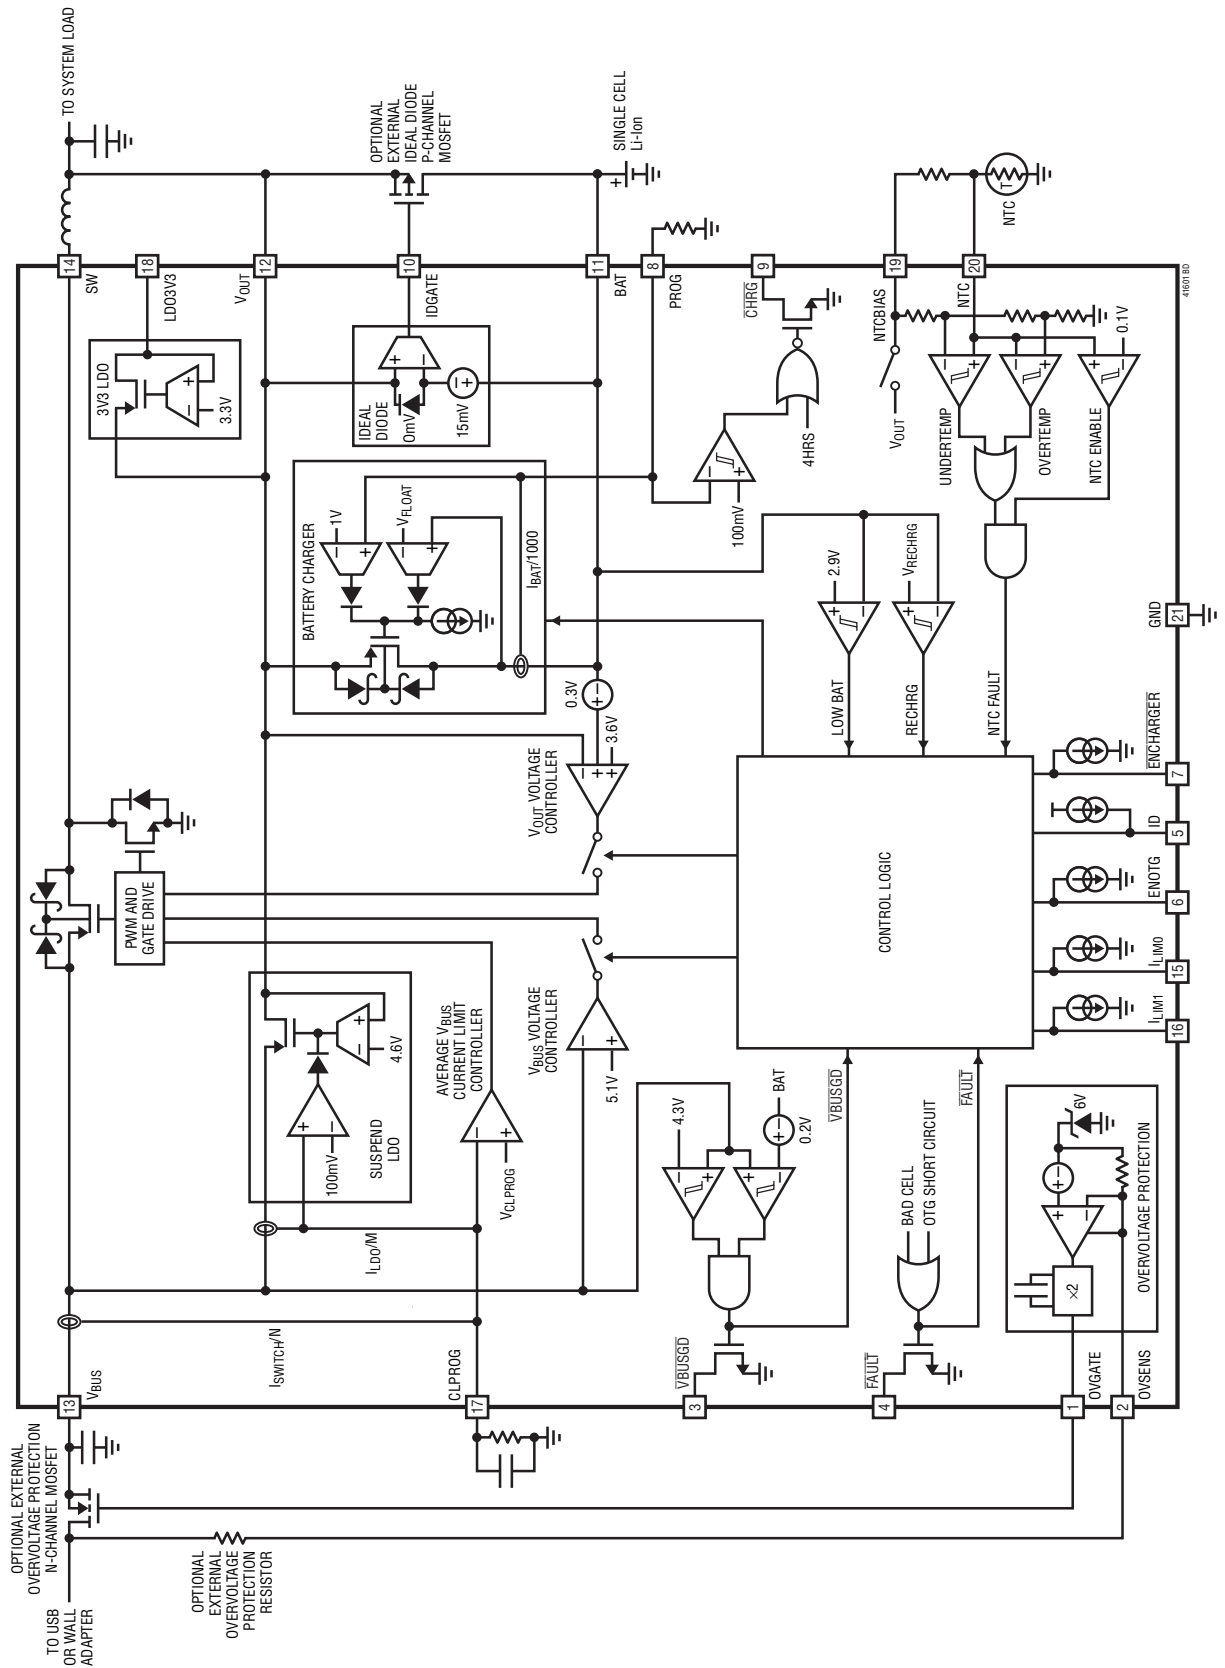 TO USB
OR WALL
ADAPTER
OPTIONAL EXTERNAL
OVERVOLTAGE PROTECTION
N-CHANNEL MOSFET
OPTIONAL
EXTERNAL
OVERVOLTAGE
PROTECTION
RESISTOR
13
VBUS
ISWITCH/N
ILDO/M
SUSPEND
LDO
100mV
4.6V
+
−
+
−
PWM AND
GATE DRIVE
14
SW
TO SYSTEM LOAD
18
LDO3V3
3V3 LDO
3.3V
−
+
12
VOUT
IDEAL
DIODE
0mV
15mV
+
−
−
+
10
IDGATE
OPTIONAL
EXTERNAL
IDEAL DIODE
P-CHANNEL
MOSFET
BATTERY CHARGER
1V
−
+
VFLOAT
−
+
IBAT/1000
11
BAT
+
SINGLE CELL
Li-Ion
8
PROG
17
CLPROG
AVERAGE VBUS
CURRENT LIMIT
CONTROLLER
−
+
VCLPROG
VBUS VOLTAGE
CONTROLLER
−
+
5.1V
VOUT VOLTAGE
CONTROLLER
−
+
+
3.6V
0.3V
+
−
9
CHRG
100mV
−
+
4HRS
19
NTCBIAS
VOUT
20
NTC
T
NTC
UNDERTEMP
−
+
OVERTEMP
−
+
NTC ENABLE
+
−
0.1V
LOW BAT
2.9V
+
−
RECHRG
VRECHRG
+
−
NTC FAULT
CONTROL LOGIC
3
VBUSGD
4.3V
−
+
+
−
+
−
BAT
0.2V
VBUSGD
4
FAULT
BAD CELL
OTG SHORT CIRCUIT
FAULT
1
OVGATE
2
OVSENS
×2
+
−
+
−
6V
OVERVOLTAGE PROTECTION
16
ILIM1
15
ILIM0
6
ENOTG
5
ID
7
ENCHARGER
21
GND
41601 BD